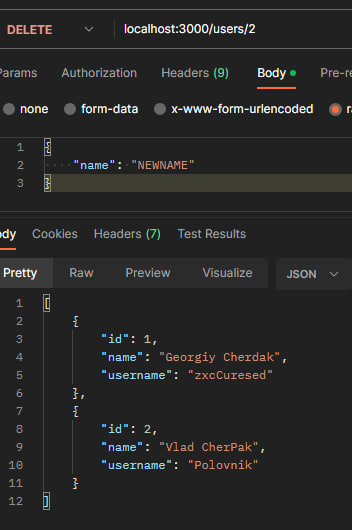 DELETE localhost:3000/users/2
Params Authorization Headers (9) Body Pre-re
none form-data x-www-form-urlencoded ra
1 {
2 "name": "NEWNAME"
3 }
ody Cookies Headers (7) Test Results
Pretty Raw Preview Visualize JSON
1 [
2 {
3 "id": 1,
4 "name": "Georgiy Cherdak",
5 "username": "zxcCuresed"
6 },
7 {
8 "id": 2,
9 "name": "Vlad CherPak",
10 "username": "Polovnik"
11 }
12 ]